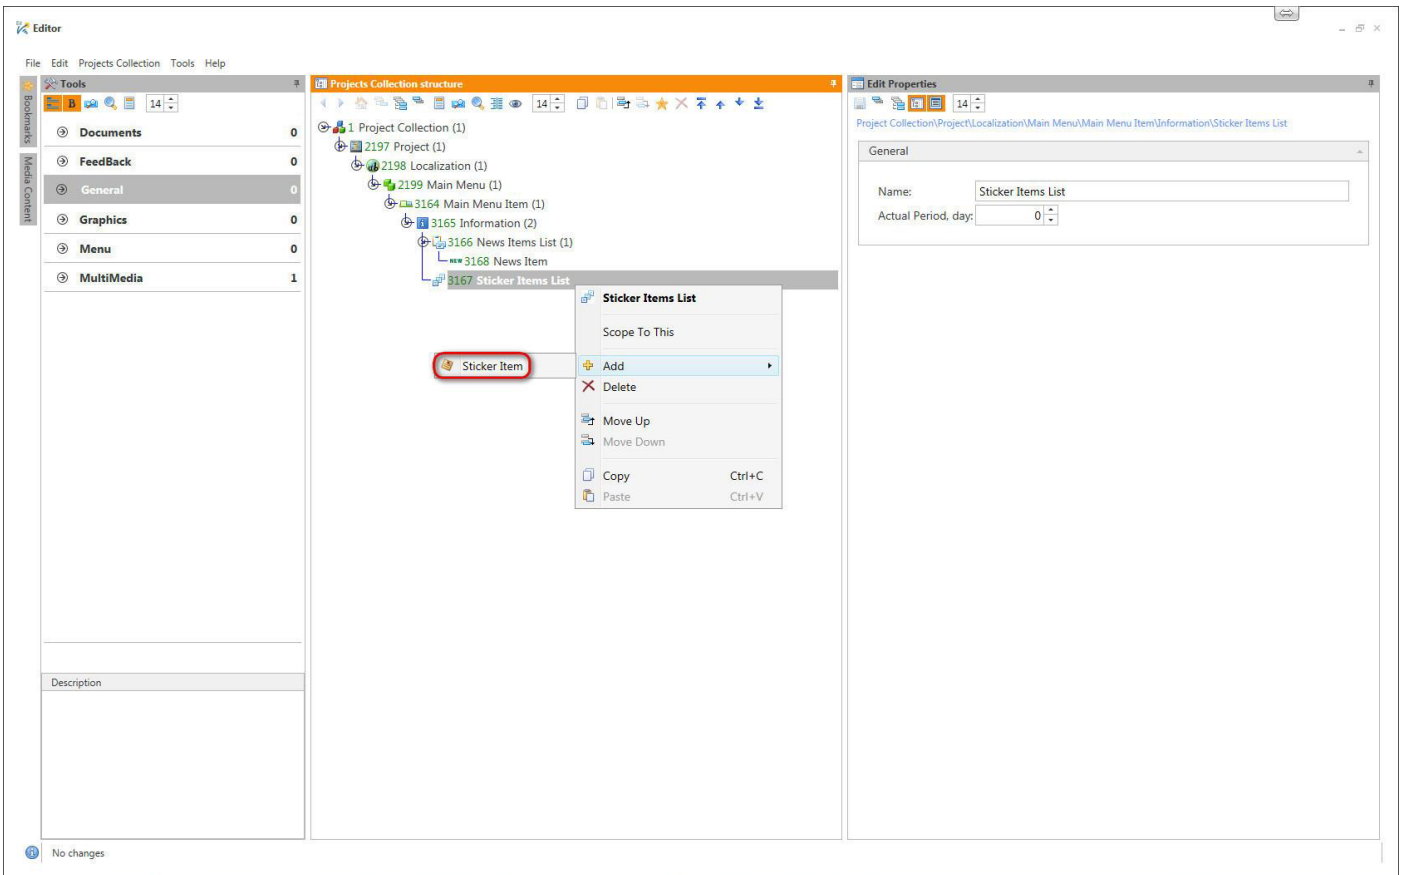 Editor
File Edit Projects Collection Tools Help
Bookmarks
Media Content
Tools
B 14
Documents 0
FeedBack 0
General 0
Graphics 0
Menu 0
MultiMedia 1
Description
Projects Collection structure
14
1 Project Collection (1)
2197 Project (1)
2198 Localization (1)
2199 Main Menu (1)
3164 Main Menu Item (1)
3165 Information (2)
3166 News Items List (1)
NEW 3168 News Item
3167 Sticker Items List
Sticker Items List
Scope To This
Sticker Item
Add
Delete
Move Up
Move Down
Copy Ctrl+C
Paste Ctrl+V
Edit Properties
14
Project Collection\Project\Localization\Main Menu\Main Menu Item\Information\Sticker Items List
General
Name: Sticker Items List
Actual Period, day: 0
No changes